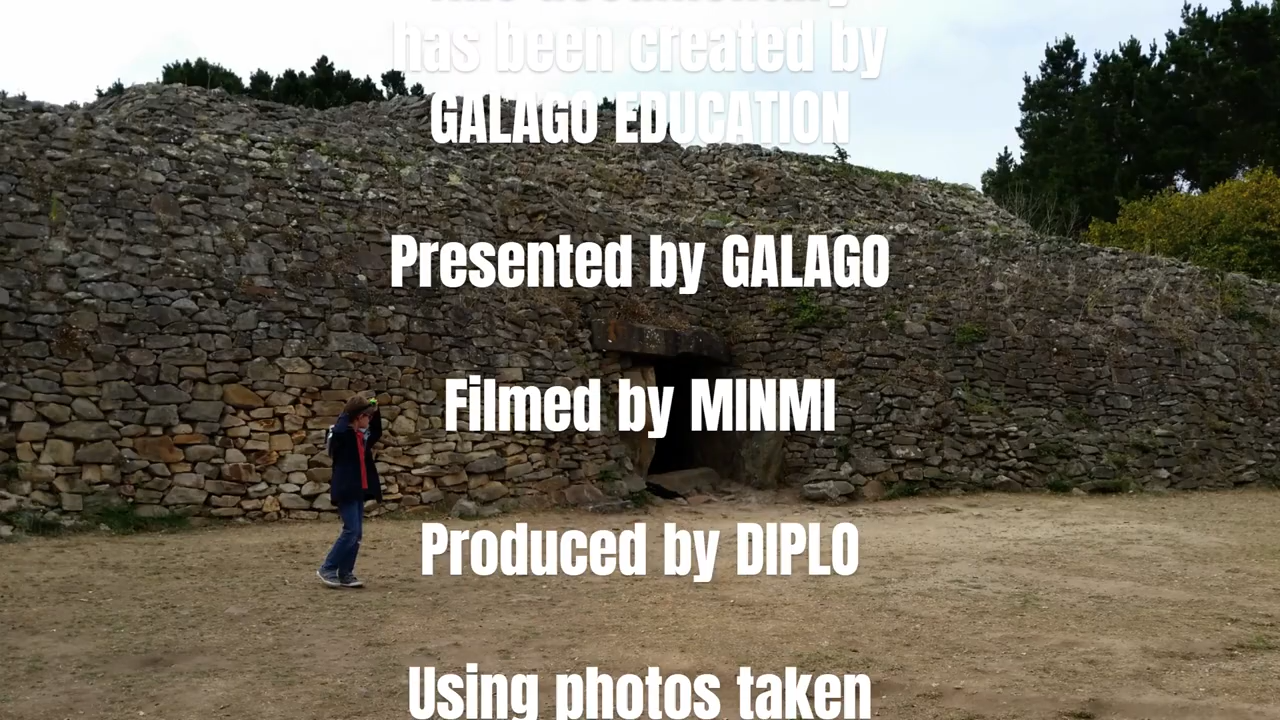 has been created by
GALAGO EDUCATION
Presented by GALAGO
Filmed by MINMI
Produced by DIPLO
Using photos taken